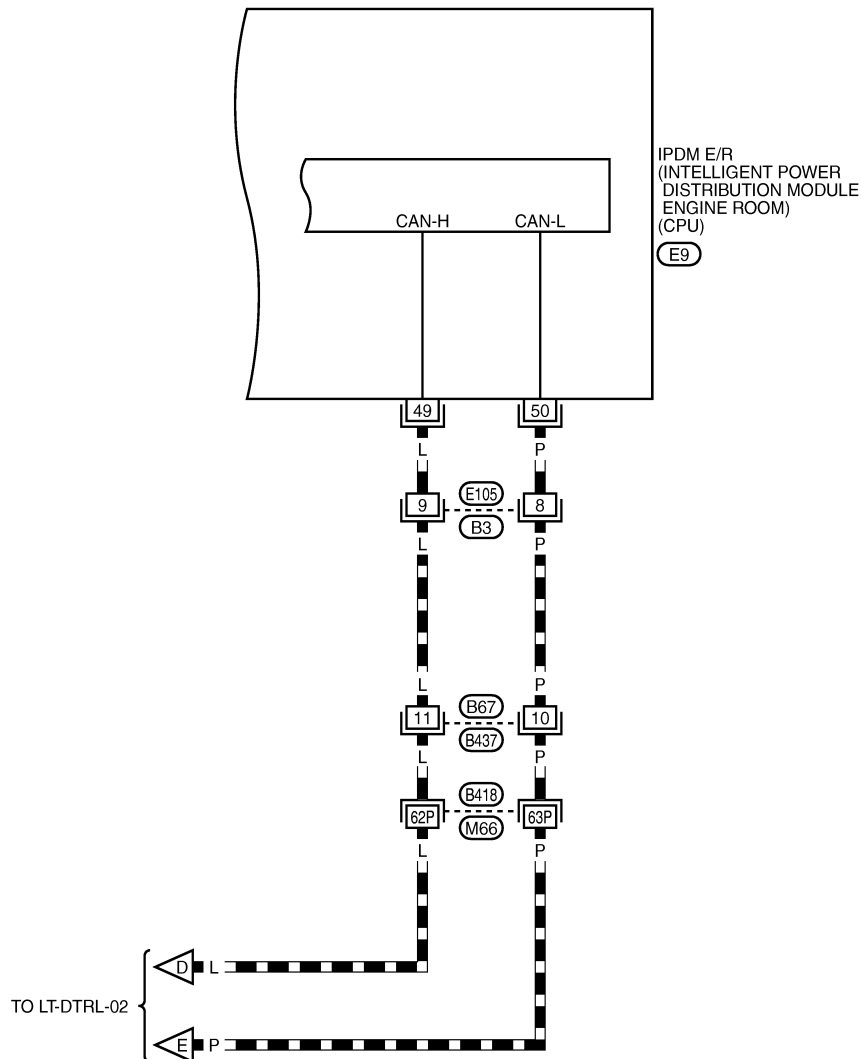 IPDM E/R
(INTELLIGENT POWER
DISTRIBUTION MODULE
ENGINE ROOM)
(CPU)
E9
CAN-H CAN-L
49 50
L P
9 E105 8
B3
L P
L P
11 B67 10
B437
L P
B418
62P 63P
M66
L P
D L
TO LT-DTRL-02
E P